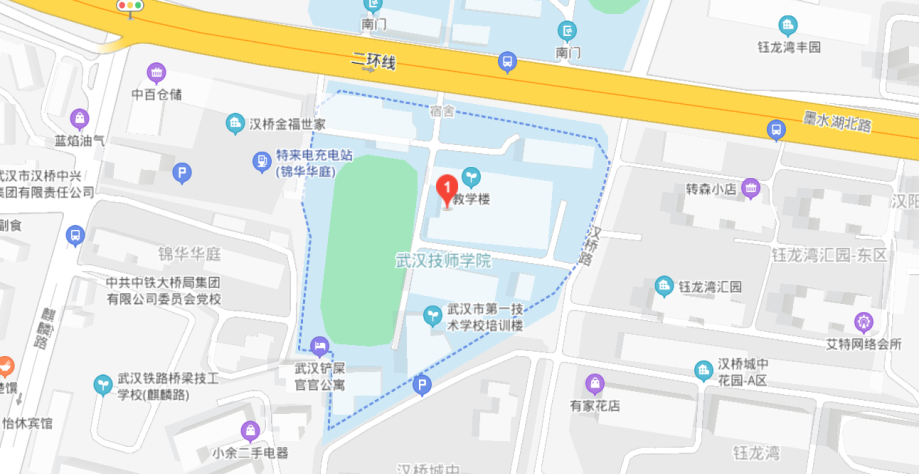 南门
南门
钰龙湾丰园
二环线
中百仓储
宿舍
墨水湖北路
蓝焰油气
汉桥金福世家
特来电充电站
(锦华华庭)
武汉市汉桥中兴
集团有限责任公司
1
教学楼
转森小店
汉阳
副食
汉桥路
锦华华庭
武汉技师学院
钰龙湾汇园-东区
中共中铁大桥局集团
有限公司委员会党校
钰龙湾汇园
麒麟路
武汉市第一技
术学校培训楼
艾特网络会所
武汉铲屎
官官公寓
汉桥城中
花园-A区
武汉铁路桥梁技工
学校(麒麟路)
有家花店
怡休宾馆
小余二手电器
钰龙湾
汉桥城中
P
P